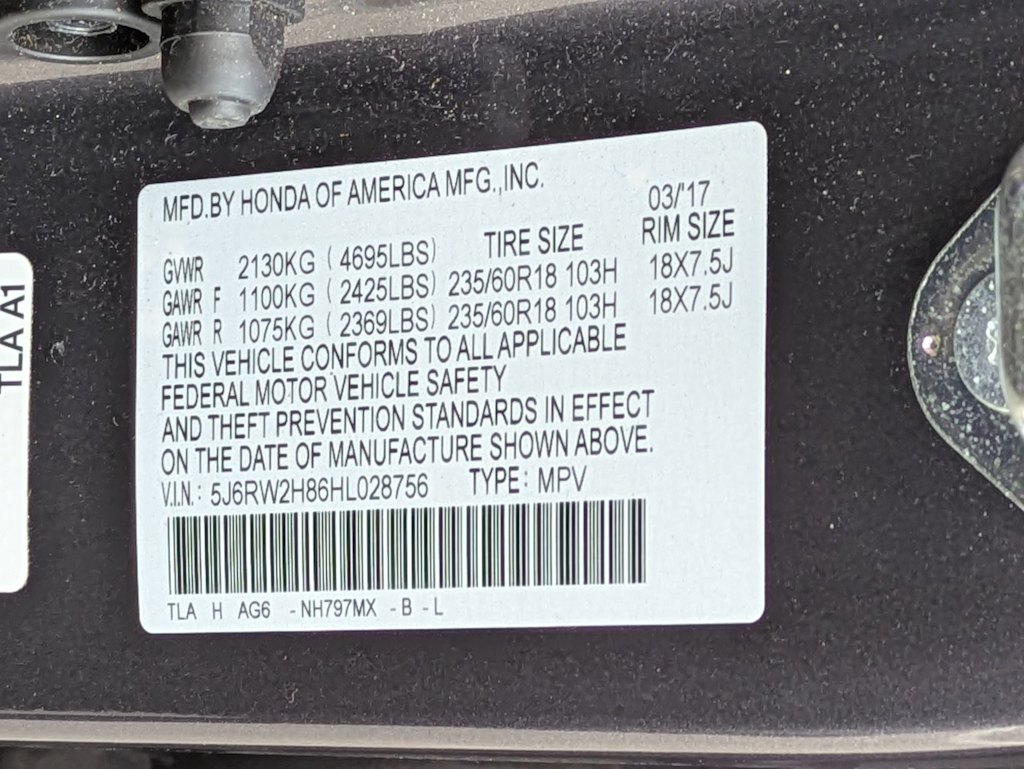 MFD.BY HONDA OF AMERICA MFG.,INC. 03/'17
TIRE SIZE RIM SIZE
GVWR 2130KG ( 4695LBS)
GAWR F 1100KG ( 2425LBS) 235/60R18 103H 18X7.5J
GAWR R 1075KG ( 2369LBS) 235/60R18 103H 18X7.5J
THIS VEHICLE CONFORMS TO ALL APPLICABLE
FEDERAL MOTOR VEHICLE SAFETY
AND THEFT PREVENTION STANDARDS IN EFFECT
ON THE DATE OF MANUFACTURE SHOWN ABOVE.
V.I.N.: 5J6RW2H86HL028756 TYPE: MPV
TLA H AG6 -NH797MX -B -L
TLA A1